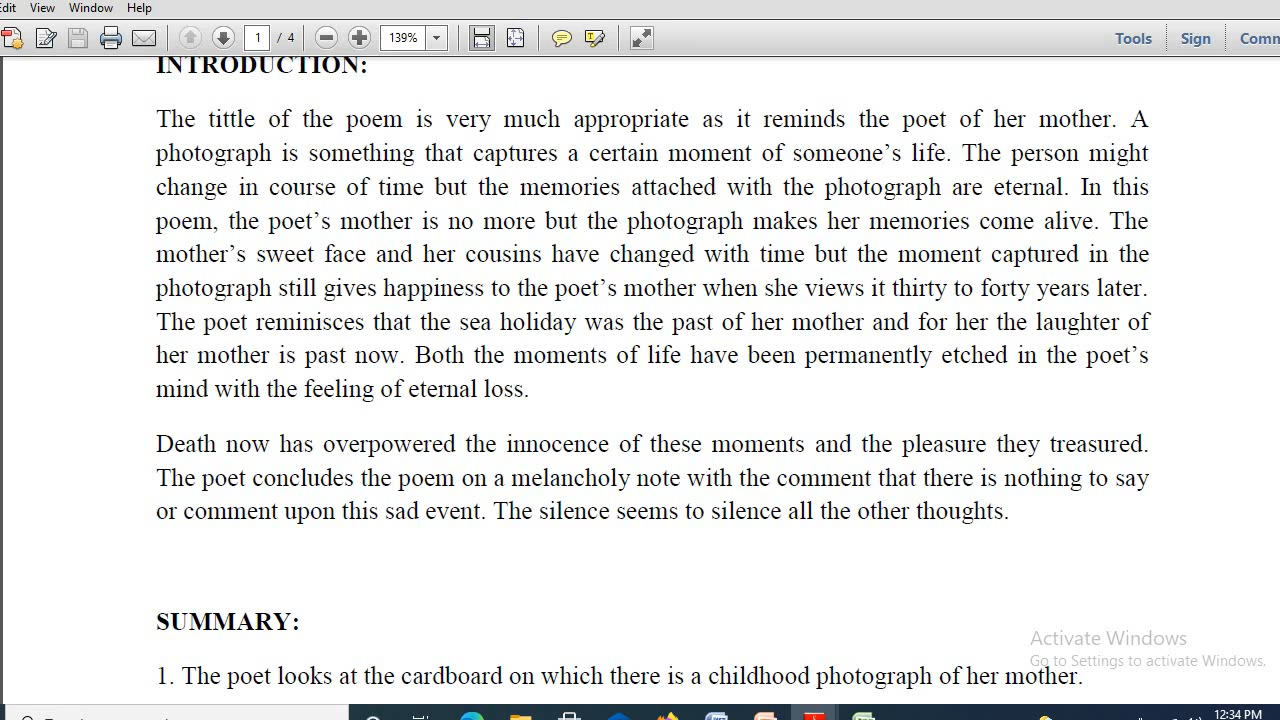 Edit View Window Help
1 / 4 139% Tools Sign Comm
INTRODUCTION:
The tittle of the poem is very much appropriate as it reminds the poet of her mother. A
photograph is something that captures a certain moment of someone’s life. The person might
change in course of time but the memories attached with the photograph are eternal. In this
poem, the poet’s mother is no more but the photograph makes her memories come alive. The
mother’s sweet face and her cousins have changed with time but the moment captured in the
photograph still gives happiness to the poet’s mother when she views it thirty to forty years later.
The poet reminisces that the sea holiday was the past of her mother and for her the laughter of
her mother is past now. Both the moments of life have been permanently etched in the poet’s
mind with the feeling of eternal loss.
Death now has overpowered the innocence of these moments and the pleasure they treasured.
The poet concludes the poem on a melancholy note with the comment that there is nothing to say
or comment upon this sad event. The silence seems to silence all the other thoughts.
SUMMARY:
Activate Windows
Go to Settings to activate Windows.
1. The poet looks at the cardboard on which there is a childhood photograph of her mother.
12:34 PM